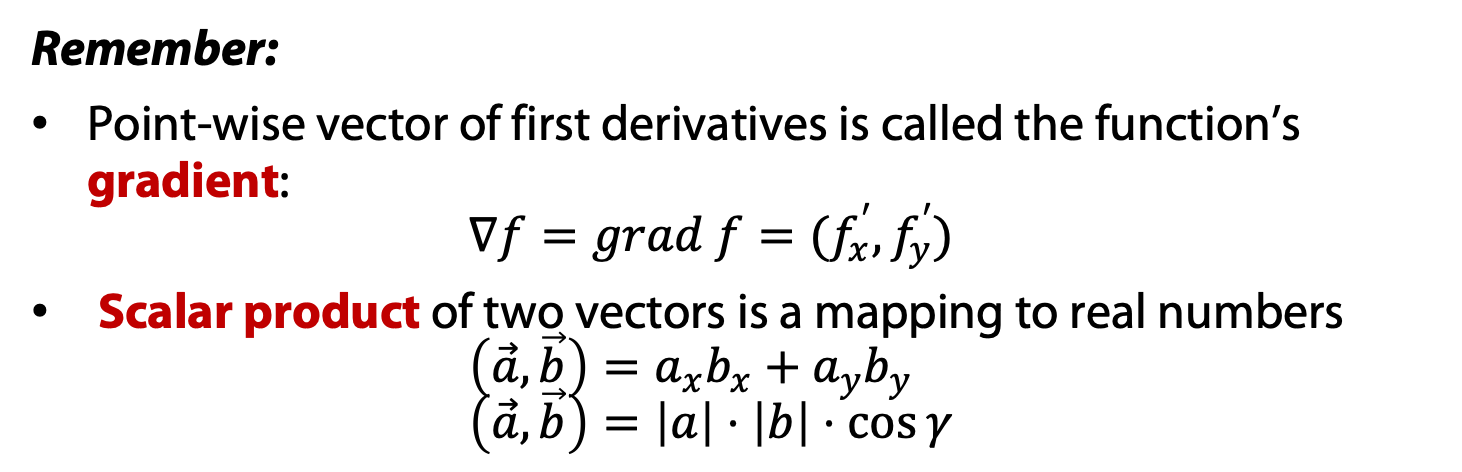 Remember:
• Point-wise vector of first derivatives is called the function’s
gradient:
∇f = grad f = (f′ₓ, f′ᵧ)
• Scalar product of two vectors is a mapping to real numbers
(a⃗, b⃗) = aₓbₓ + aᵧbᵧ
(a⃗, b⃗) = |a| · |b| · cos γ